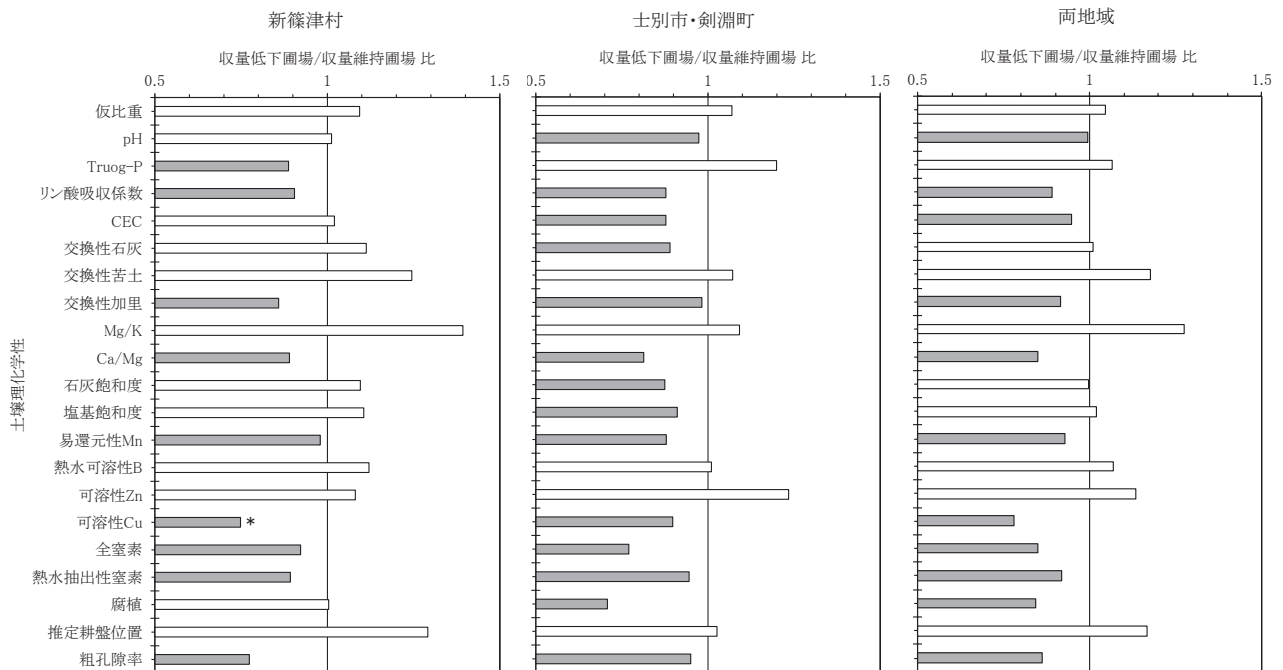 新篠津村
士別市・剣淵町
両地域
収量低下圃場/収量維持圃場 比
収量低下圃場/収量維持圃場 比
収量低下圃場/収量維持圃場 比
0.5 1 1.5
0.5 1 1.5
0.5 1 1.5
土壌理化学性
仮比重
pH
Truog-P
リン酸吸収係数
CEC
交換性石灰
交換性苦土
交換性加里
Mg/K
Ca/Mg
石灰飽和度
塩基飽和度
易還元性Mn
熱水可溶性B
可溶性Zn
可溶性Cu *
全窒素
熱水抽出性窒素
腐植
推定耕盤位置
粗孔隙率